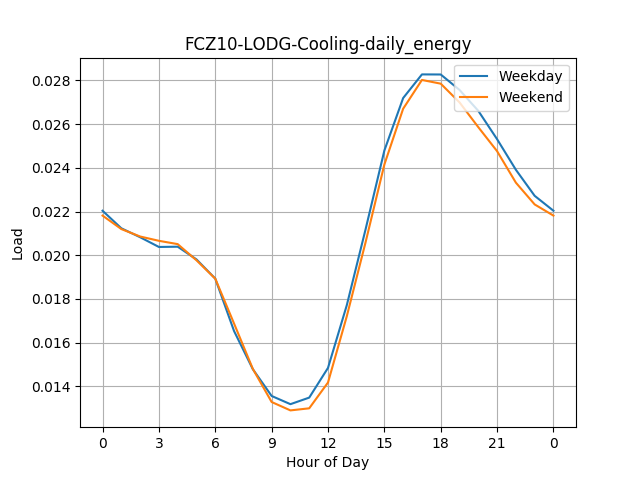 FCZ10-LODG-Cooling-daily_energy
Weekday
Weekend
0.028
0.026
0.024
0.022
0.020
0.018
0.016
0.014
Load
0 3 6 9 12 15 18 21 0
Hour of Day